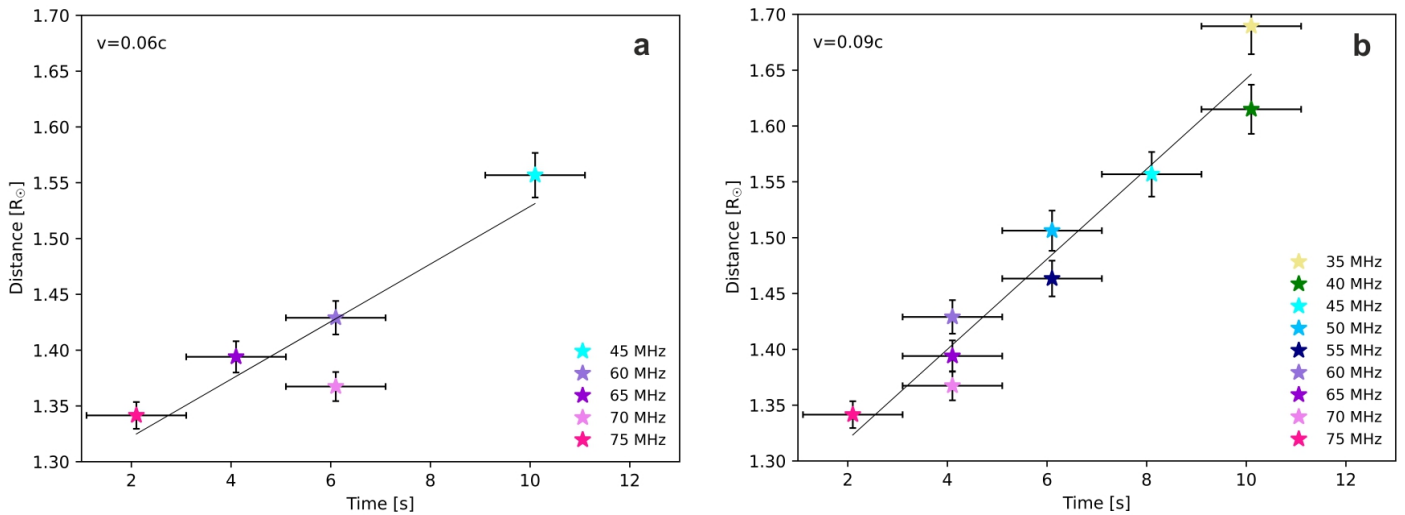 v=0.06c
a
Distance [R☉]
1.70
1.65
1.60
1.55
1.50
1.45
1.40
1.35
1.30
45 MHz
60 MHz
65 MHz
70 MHz
75 MHz
2 4 6 8 10 12
Time [s]
v=0.09c
b
Distance [R☉]
1.70
1.65
1.60
1.55
1.50
1.45
1.40
1.35
1.30
35 MHz
40 MHz
45 MHz
50 MHz
55 MHz
60 MHz
65 MHz
70 MHz
75 MHz
2 4 6 8 10 12
Time [s]